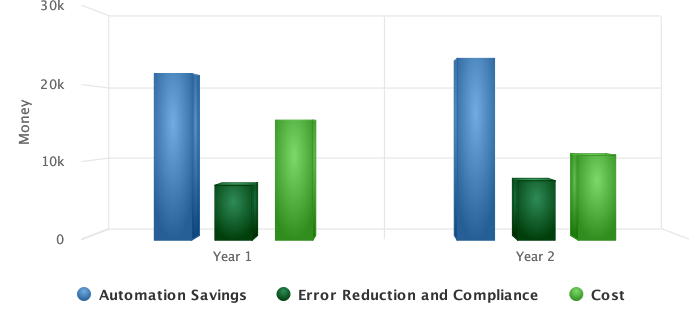 30k
20k
10k
0
Money
Year 1
Year 2
Automation Savings
Error Reduction and Compliance
Cost